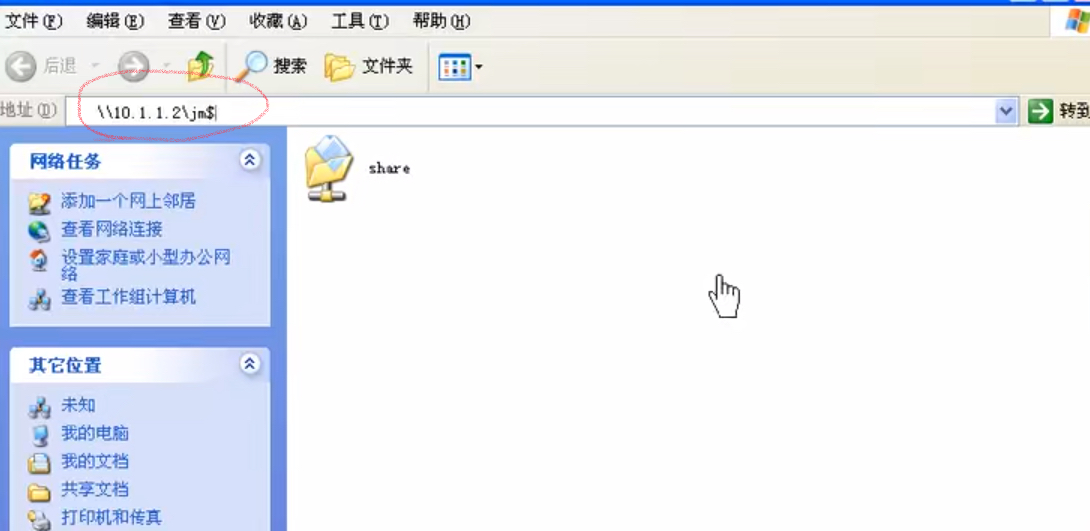 文件(F) 编辑(E) 查看(V) 收藏(A) 工具(T) 帮助(H)
后退 搜索 文件夹
地址(D) \\10.1.1.2\jm$ 转到
网络任务
share
添加一个网上邻居
查看网络连接
设置家庭或小型办公网
络
查看工作组计算机
其它位置
未知
我的电脑
我的文档
共享文档
打印机和传真